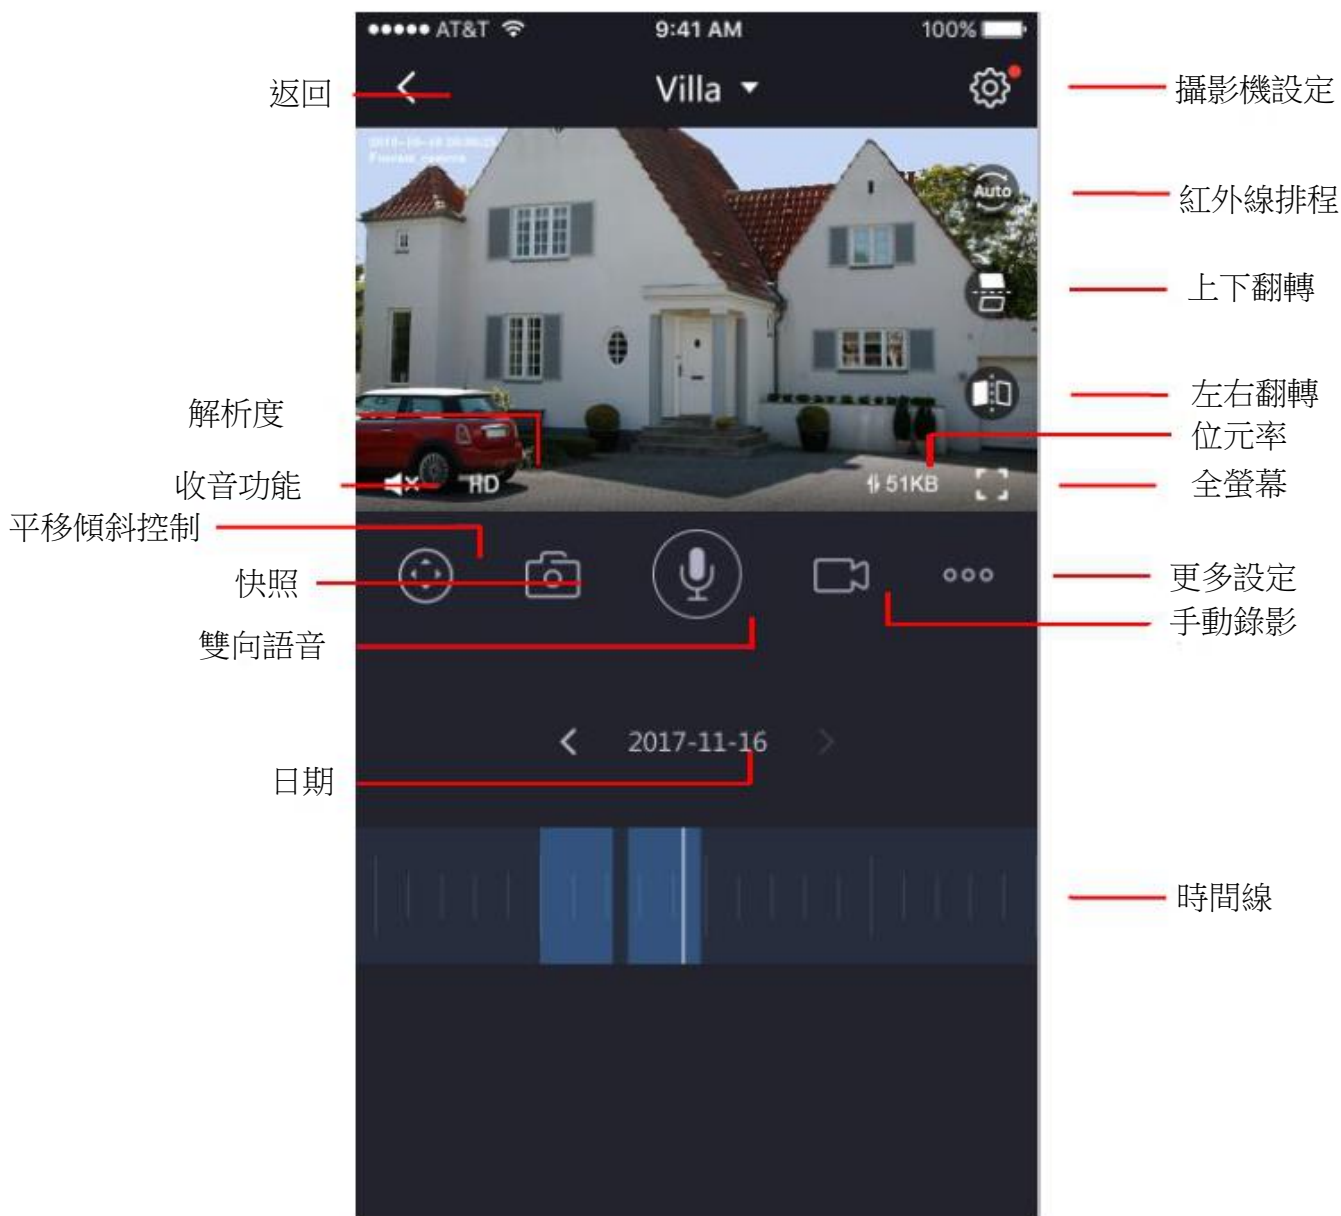 AT&T 9:41 AM 100%
返回 Villa 攝影機設定
Auto 紅外線排程
上下翻轉
左右翻轉
解析度 位元率
收音功能 HD 51KB 全螢幕
平移傾斜控制
快照 更多設定
雙向語音 手動錄影
2017-11-16
日期
時間線